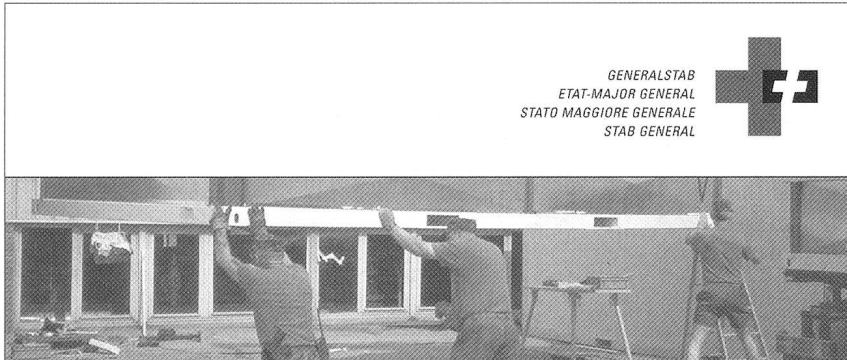 GENERALSTAB
ETAT-MAJOR GENERAL
STATO MAGGIORE GENERALE
STAB GENERAL